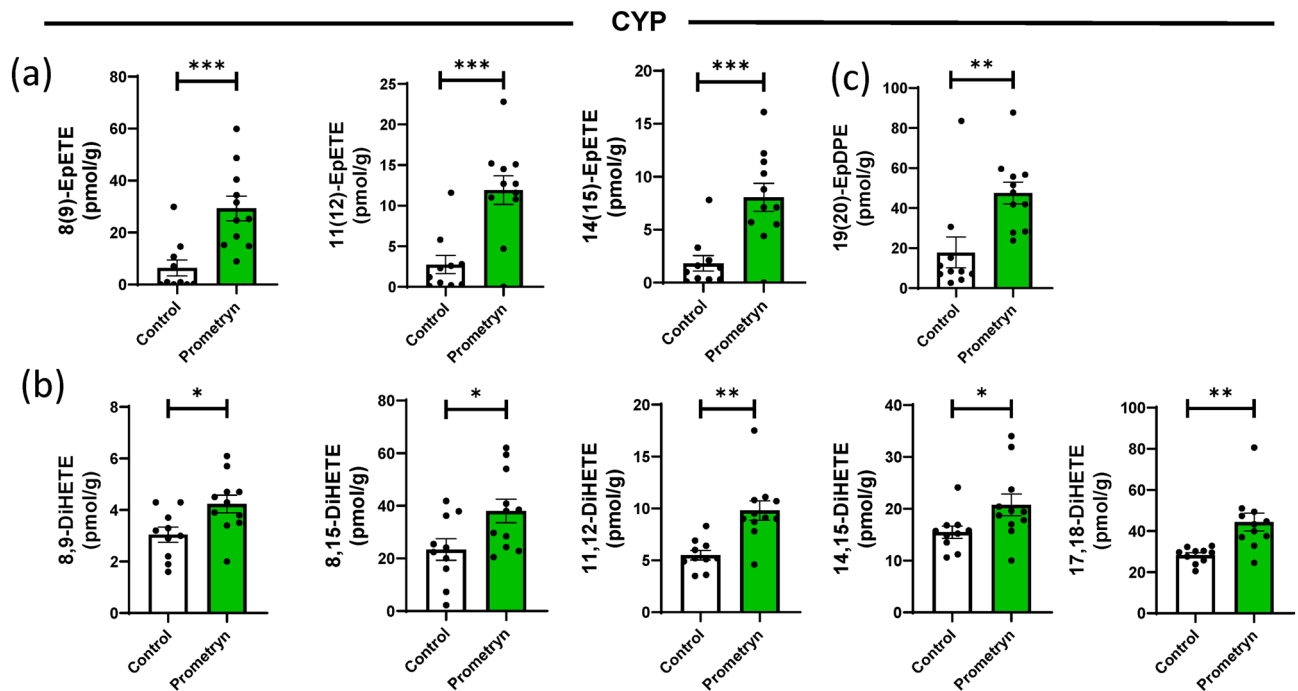 CYP
(a)
8(9)-EpETE
(pmol/g)
80
60
40
20
0
***
Control
Prometryn
11(12)-EpETE
(pmol/g)
25
20
15
10
5
0
***
Control
Prometryn
14(15)-EpETE
(pmol/g)
20
15
10
5
0
***
Control
Prometryn
(c)
19(20)-EpDPE
(pmol/g)
100
80
60
40
20
0
**
Control
Prometryn
(b)
8,9-DiHETE
(pmol/g)
8
6
4
2
0
*
Control
Prometryn
8,15-DiHETE
(pmol/g)
80
60
40
20
0
*
Control
Prometryn
11,12-DiHETE
(pmol/g)
20
15
10
5
0
**
Control
Prometryn
14,15-DiHETE
(pmol/g)
40
30
20
10
0
*
Control
Prometryn
17,18-DiHETE
(pmol/g)
100
80
60
40
20
0
**
Control
Prometryn